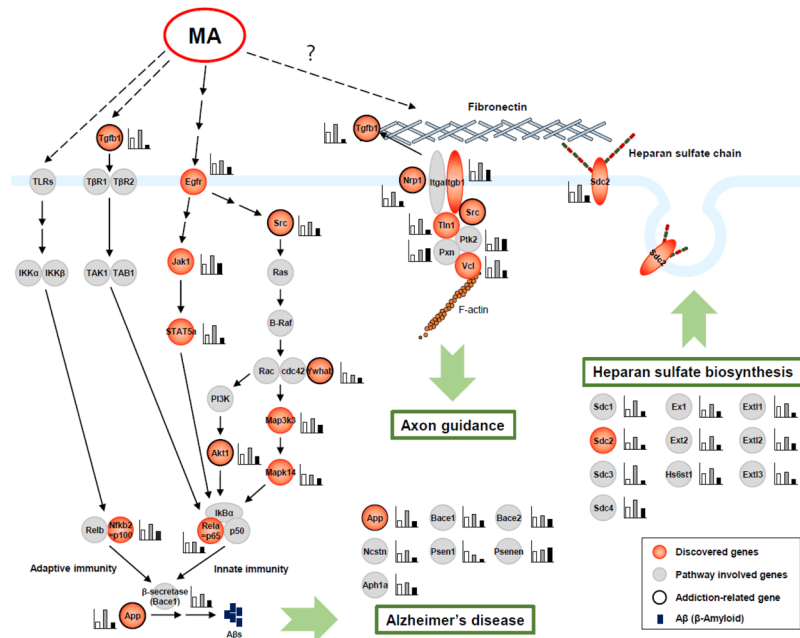 MA
?
Fibronectin
Tgfb1
Tgfb1
Heparan sulfate chain
TLRs
TβR1
TβR2
Egfr
Nrp1
Itga
Itgb1
Sdc2
Src
Src
Tln1
Ptk2
Pxn
Vcl
Sdc2
Jak1
IKKα
IKKβ
TAK1
TAB1
Ras
F-actin
STAT5a
B-Raf
Rac
cdc42
Ywhab
PI3K
Map3k3
Akt1
Mapk14
Axon guidance
Heparan sulfate biosynthesis
Sdc1
Ex1
Extl1
Sdc2
Ext2
Extl2
Sdc3
Hs6st1
Extl3
Sdc4
IkBα
Relb
Nfkb2
=p100
Rela
=p65
p50
Adaptive immunity
Innate immunity
β-secretase
(Bace1)
App
Aβs
App
Bace1
Bace2
Ncstn
Psen1
Psenen
Aph1a
Alzheimer's disease
Discovered genes
Pathway involved genes
Addiction-related gene
Aβ (β-Amyloid)